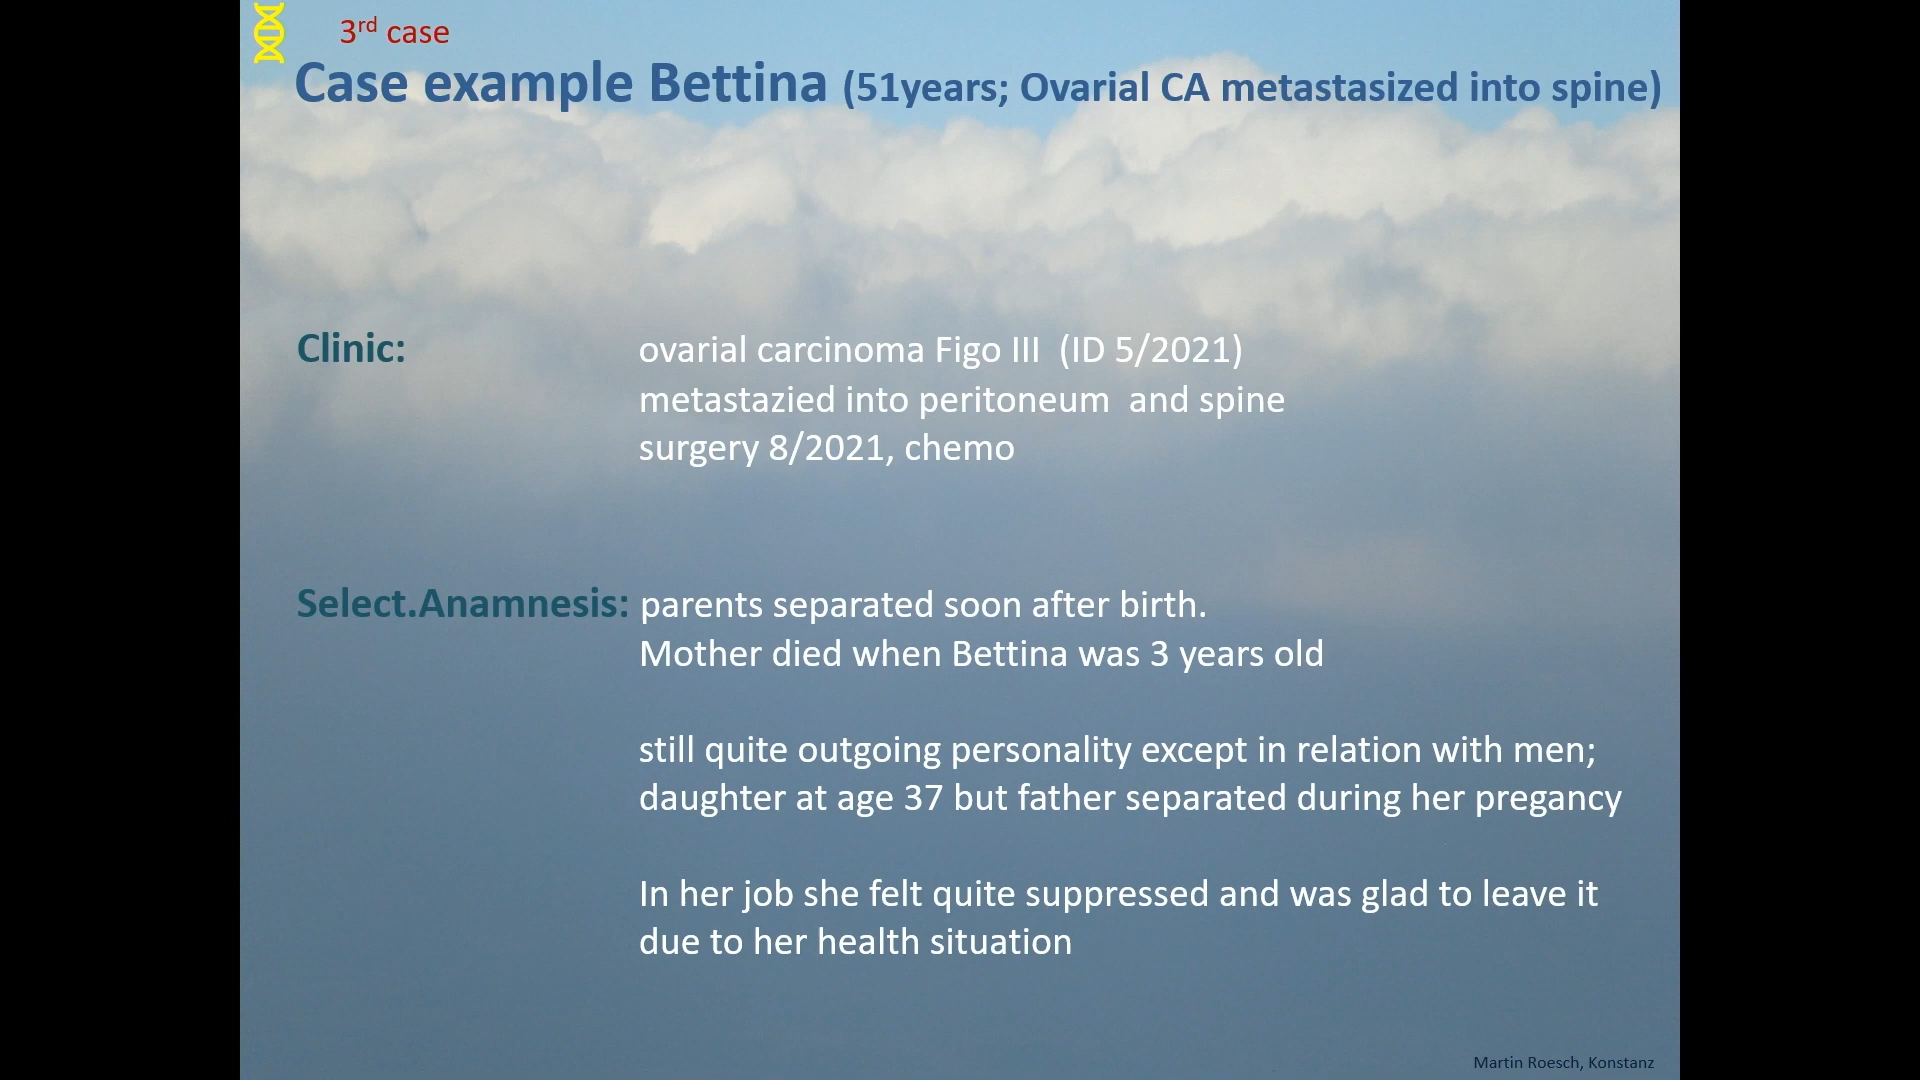 3rd case
Case example Bettina (51years; Ovarial CA metastasized into spine)
Clinic: ovarial carcinoma Figo III (ID 5/2021)
metastazied into peritoneum and spine
surgery 8/2021, chemo
Select.Anamnesis: parents separated soon after birth.
Mother died when Bettina was 3 years old
still quite outgoing personality except in relation with men;
daughter at age 37 but father separated during her pregancy
In her job she felt quite suppressed and was glad to leave it
due to her health situation
Martin Roesch, Konstanz